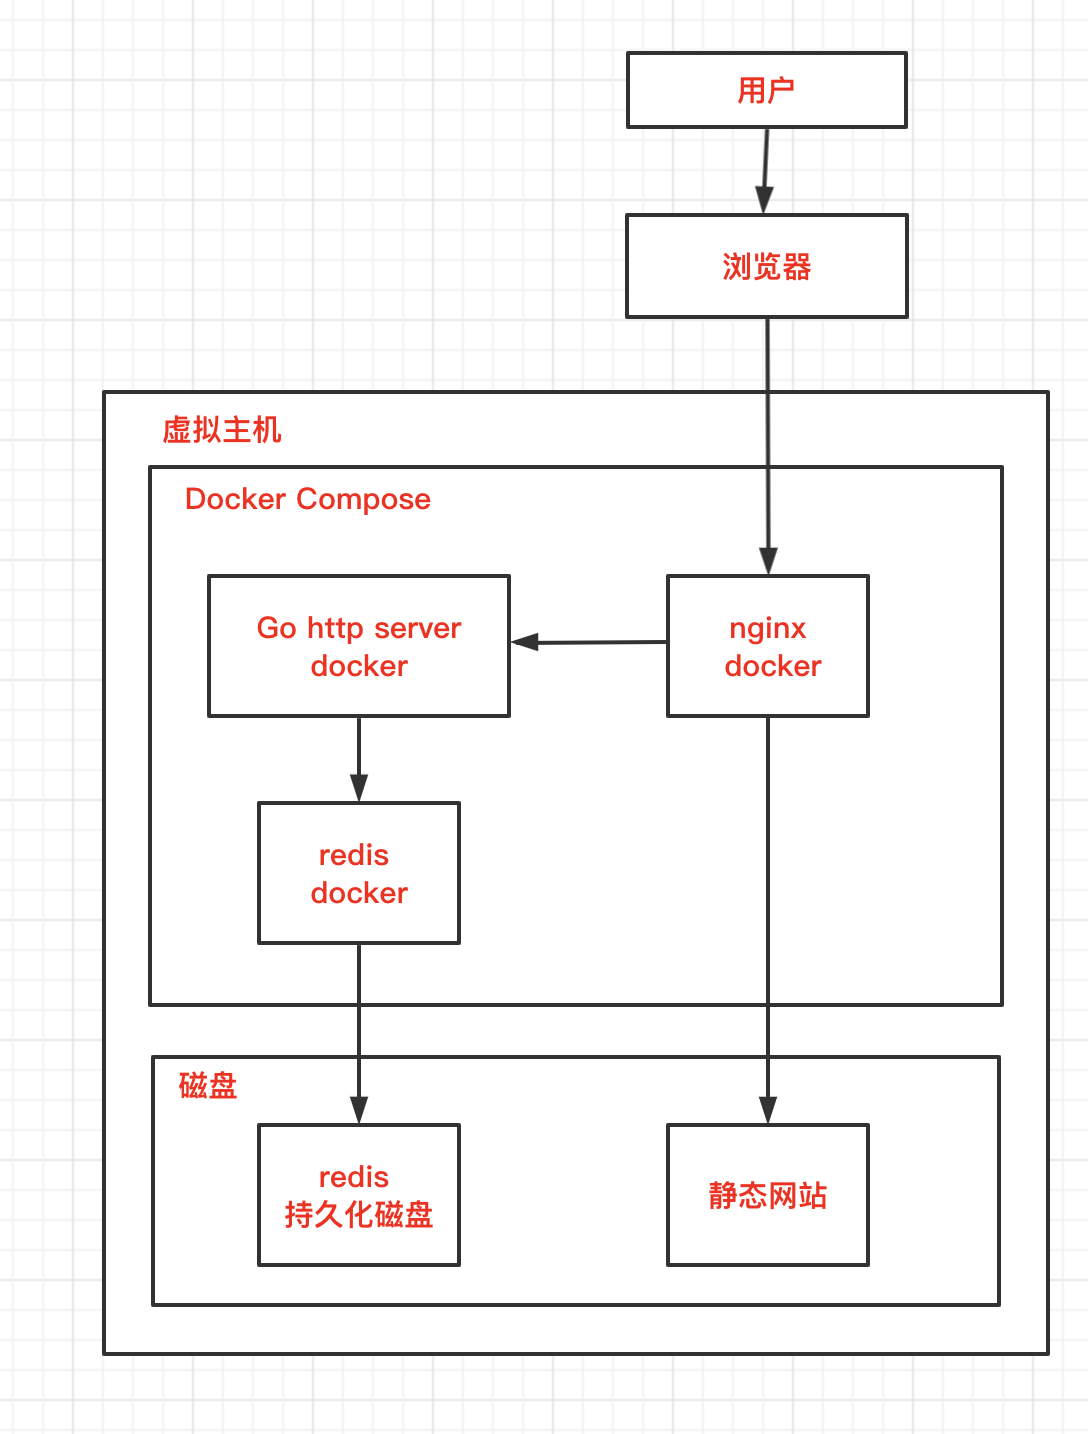 用户
浏览器
虚拟主机
Docker Compose
Go http server
docker
nginx
docker
redis
docker
磁盘
redis
持久化磁盘
静态网站